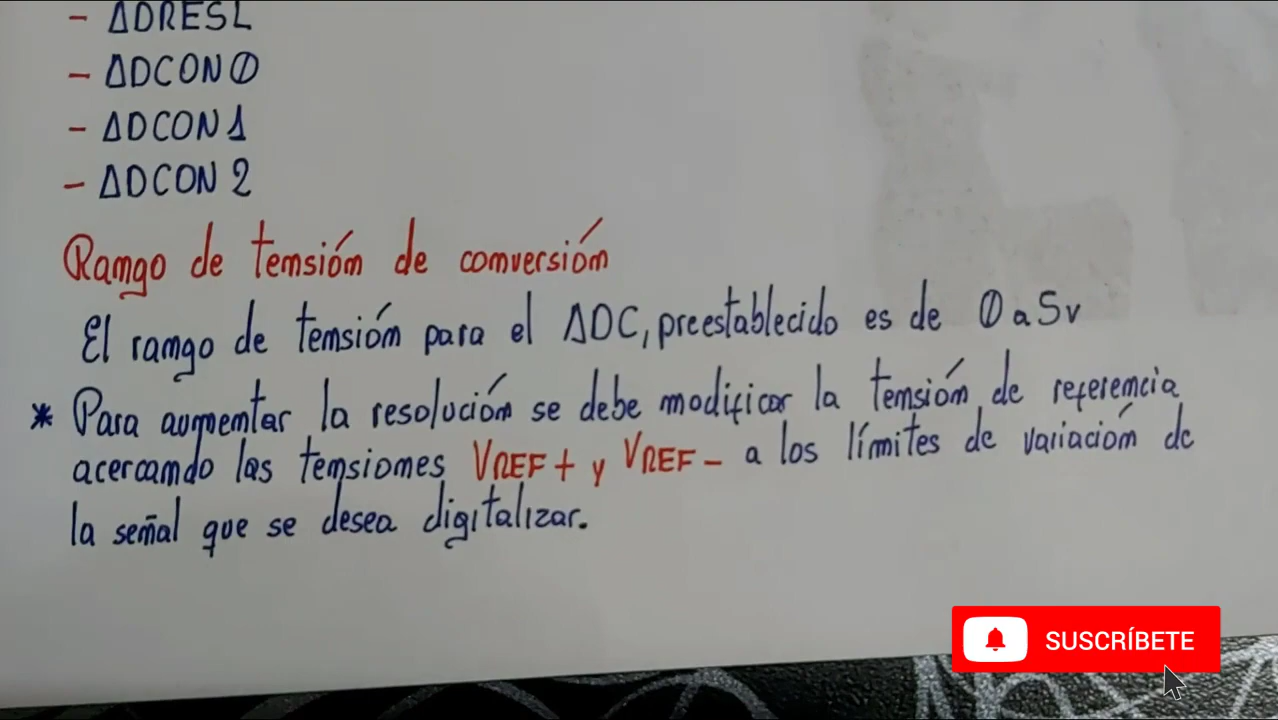 - ADRESL
- ADCON0
- ADCON1
- ADCON2
Rango de tensión de conversión
El rango de tensión para el ADC, preestablecido es de 0 a 5v
* Para aumentar la resolución se debe modificar la tensión de referencia
acercando las tensiones VREF+ y VREF- a los límites de variación de
la señal que se desea digitalizar.
SUSCRÍBETE